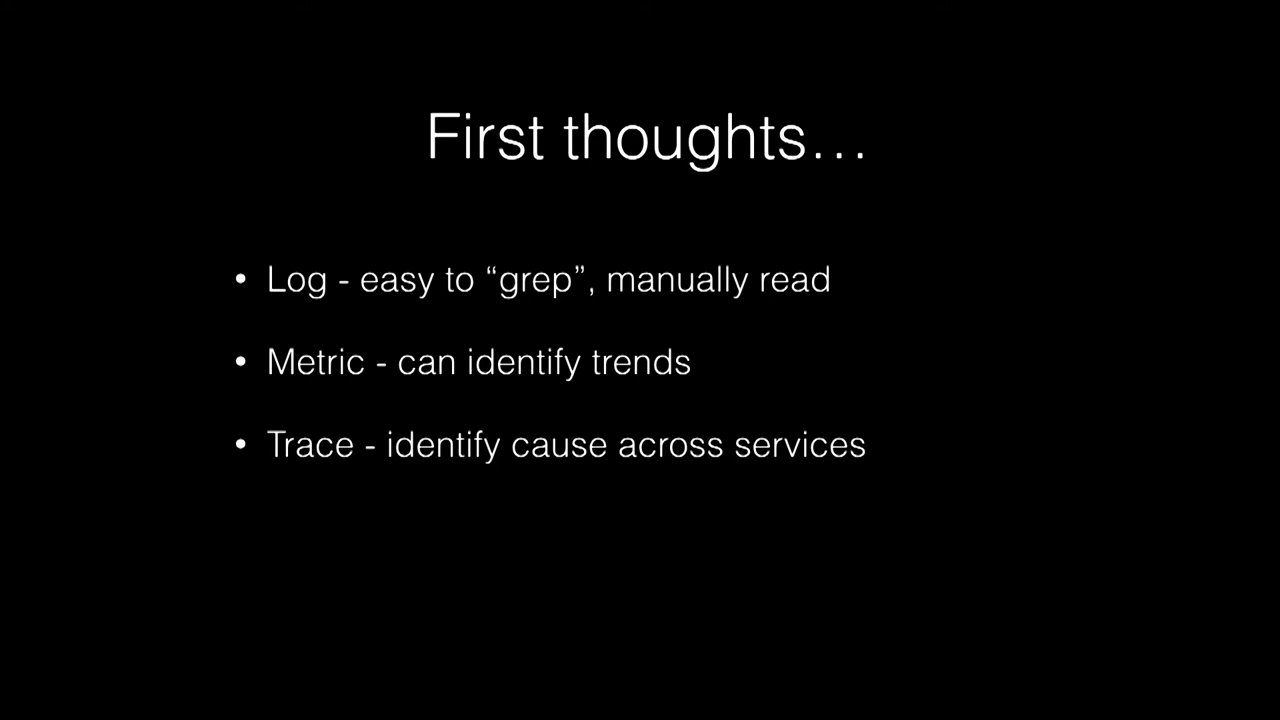 First thoughts…
• Log - easy to “grep”, manually read
• Metric - can identify trends
• Trace - identify cause across services